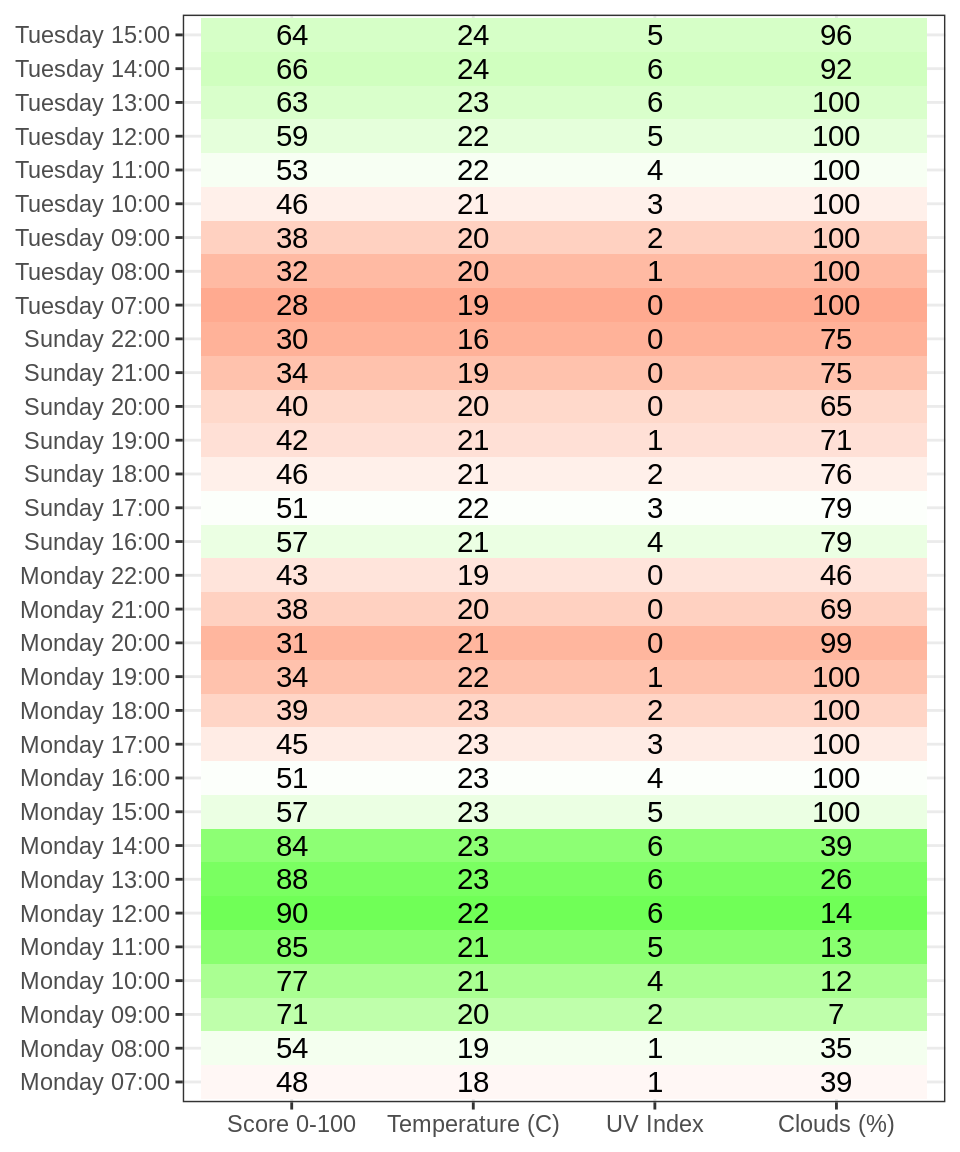 Tuesday 15:00 64 24 5 96
Tuesday 14:00 66 24 6 92
Tuesday 13:00 63 23 6 100
Tuesday 12:00 59 22 5 100
Tuesday 11:00 53 22 4 100
Tuesday 10:00 46 21 3 100
Tuesday 09:00 38 20 2 100
Tuesday 08:00 32 20 1 100
Tuesday 07:00 28 19 0 100
Sunday 22:00 30 16 0 75
Sunday 21:00 34 19 0 75
Sunday 20:00 40 20 0 65
Sunday 19:00 42 21 1 71
Sunday 18:00 46 21 2 76
Sunday 17:00 51 22 3 79
Sunday 16:00 57 21 4 79
Monday 22:00 43 19 0 46
Monday 21:00 38 20 0 69
Monday 20:00 31 21 0 99
Monday 19:00 34 22 1 100
Monday 18:00 39 23 2 100
Monday 17:00 45 23 3 100
Monday 16:00 51 23 4 100
Monday 15:00 57 23 5 100
Monday 14:00 84 23 6 39
Monday 13:00 88 23 6 26
Monday 12:00 90 22 6 14
Monday 11:00 85 21 5 13
Monday 10:00 77 21 4 12
Monday 09:00 71 20 2 7
Monday 08:00 54 19 1 35
Monday 07:00 48 18 1 39
Score 0-100 Temperature (C) UV Index Clouds (%)